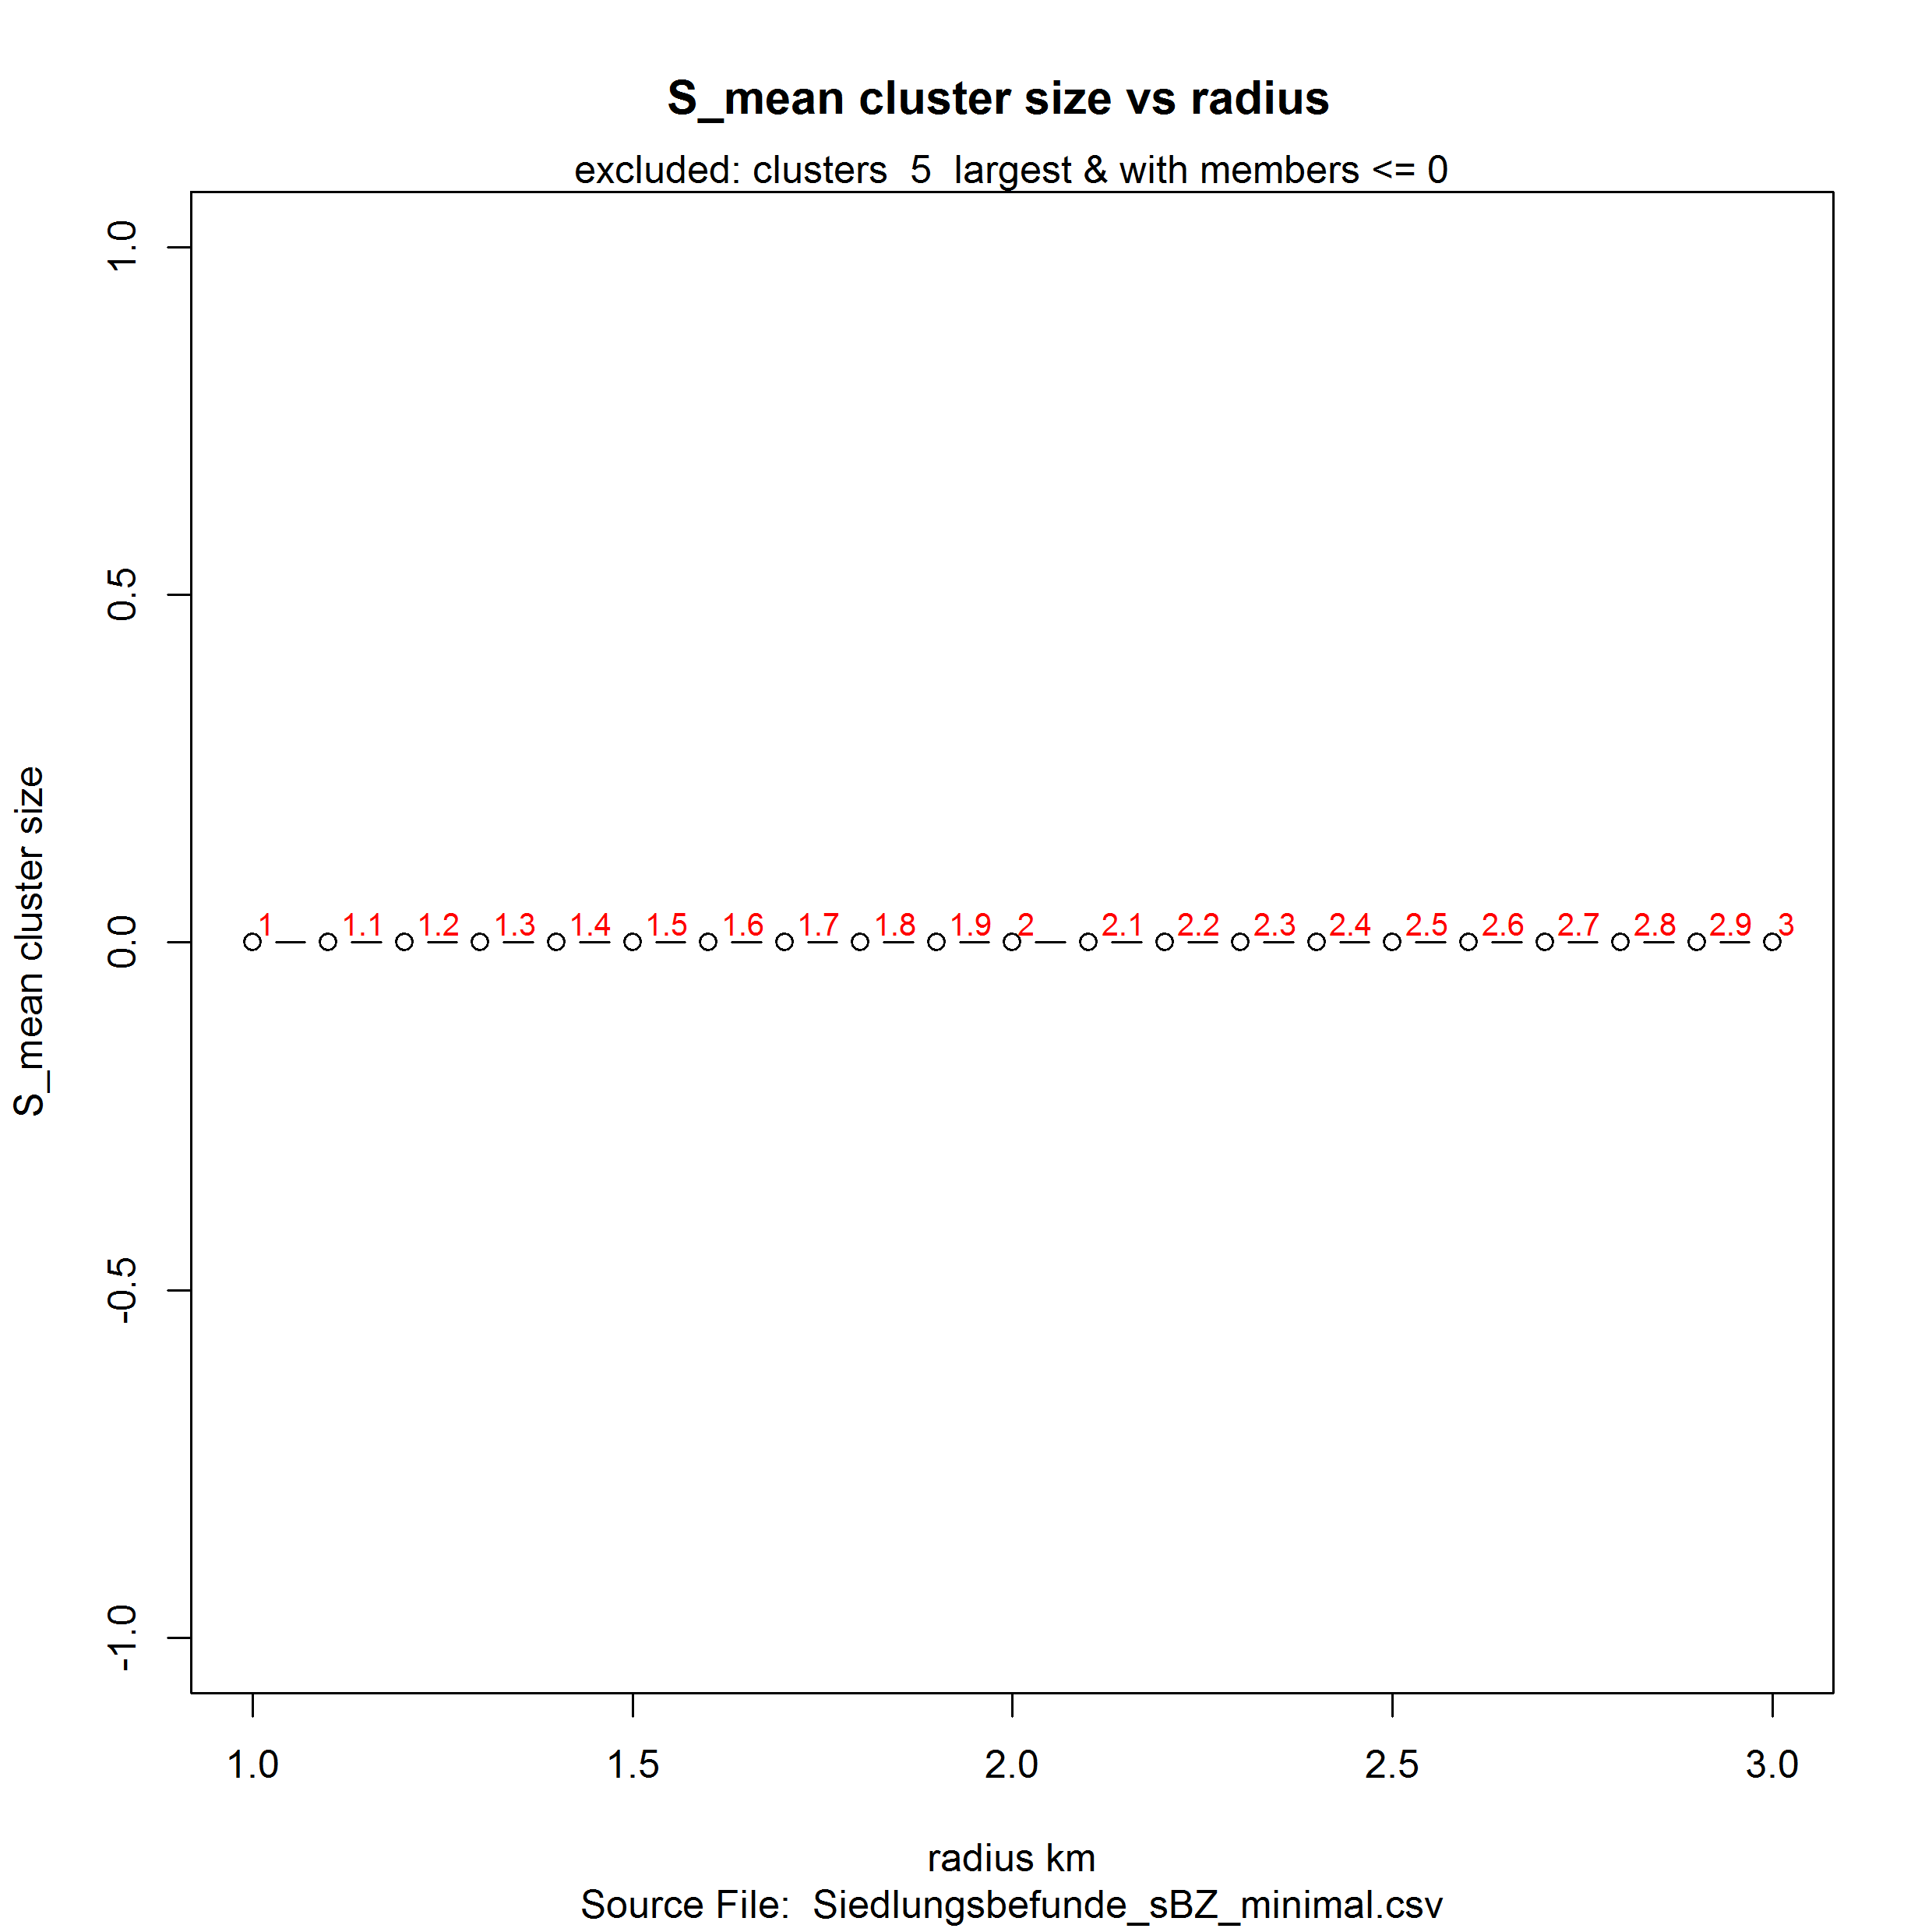 S_mean cluster size vs radius
excluded: clusters  5  largest & with members <= 0
1.0
0.5
0.0
-0.5
-1.0
S_mean cluster size
1 1.1 1.2 1.3 1.4 1.5 1.6 1.7 1.8 1.9 2 2.1 2.2 2.3 2.4 2.5 2.6 2.7 2.8 2.9 3
1.0 1.5 2.0 2.5 3.0
radius km
Source File:  Siedlungsbefunde_sBZ_minimal.csv